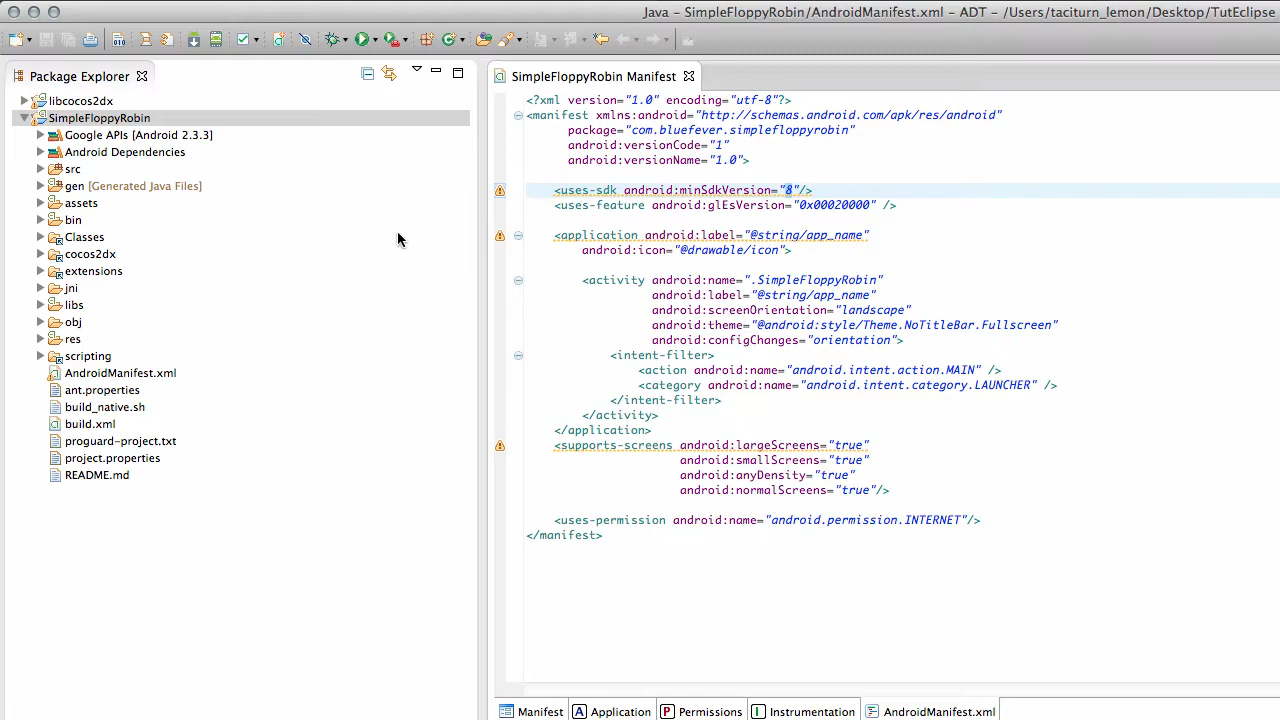 Java – SimpleFloppyRobin/AndroidManifest.xml – ADT – /Users/taciturn_lemon/Desktop/TutEclipse
Package Explorer
libcocos2dx
SimpleFloppyRobin
Google APIs [Android 2.3.3]
Android Dependencies
src
gen [Generated Java Files]
assets
bin
Classes
cocos2dx
extensions
jni
libs
obj
res
scripting
AndroidManifest.xml
ant.properties
build_native.sh
build.xml
proguard-project.txt
project.properties
README.md
SimpleFloppyRobin Manifest
<?xml version="1.0" encoding="utf-8"?>
<manifest xmlns:android="http://schemas.android.com/apk/res/android"
package="com.bluefever.simplefloppyrobin"
android:versionCode="1"
android:versionName="1.0">
<uses-sdk android:minSdkVersion="8"/>
<uses-feature android:glEsVersion="0x00020000" />
<application android:label="@string/app_name"
android:icon="@drawable/icon">
<activity android:name=".SimpleFloppyRobin"
android:label="@string/app_name"
android:screenOrientation="landscape"
android:theme="@android:style/Theme.NoTitleBar.Fullscreen"
android:configChanges="orientation">
<intent-filter>
<action android:name="android.intent.action.MAIN" />
<category android:name="android.intent.category.LAUNCHER" />
</intent-filter>
</activity>
</application>
<supports-screens android:largeScreens="true"
android:smallScreens="true"
android:anyDensity="true"
android:normalScreens="true"/>
<uses-permission android:name="android.permission.INTERNET"/>
</manifest>
Manifest
A Application
P Permissions
I Instrumentation
AndroidManifest.xml